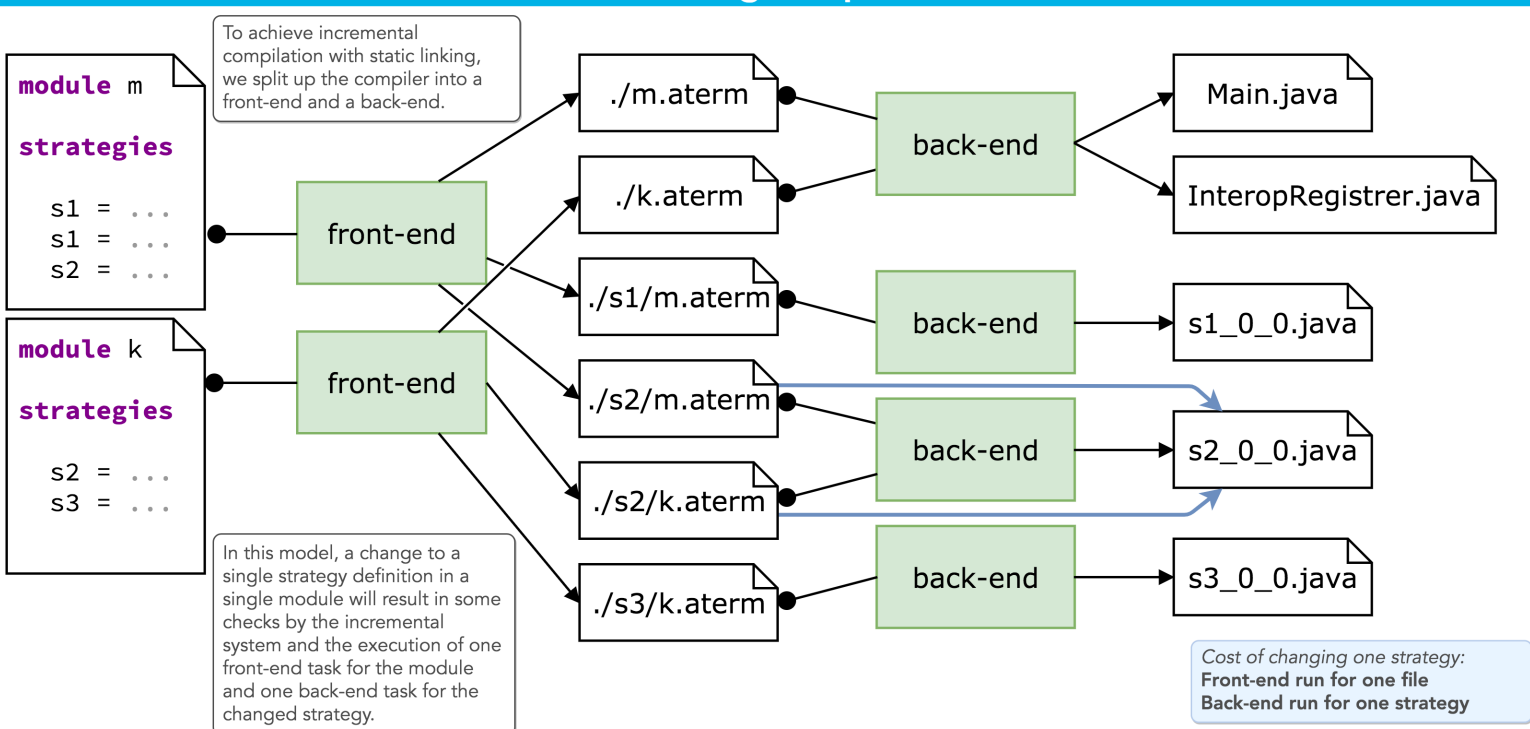 To achieve incremental
compilation with static linking,
we split up the compiler into a
front-end and a back-end.
module m
strategies
s1 = ...
s1 = ...
s2 = ...
module k
strategies
s2 = ...
s3 = ...
front-end
front-end
In this model, a change to a
single strategy definition in a
single module will result in some
checks by the incremental
system and the execution of one
front-end task for the module
and one back-end task for the
changed strategy.
./m.aterm
./k.aterm
./s1/m.aterm
./s2/m.aterm
./s2/k.aterm
./s3/k.aterm
back-end
back-end
back-end
back-end
Main.java
InteropRegistrer.java
s1_0_0.java
s2_0_0.java
s3_0_0.java
Cost of changing one strategy:
Front-end run for one file
Back-end run for one strategy